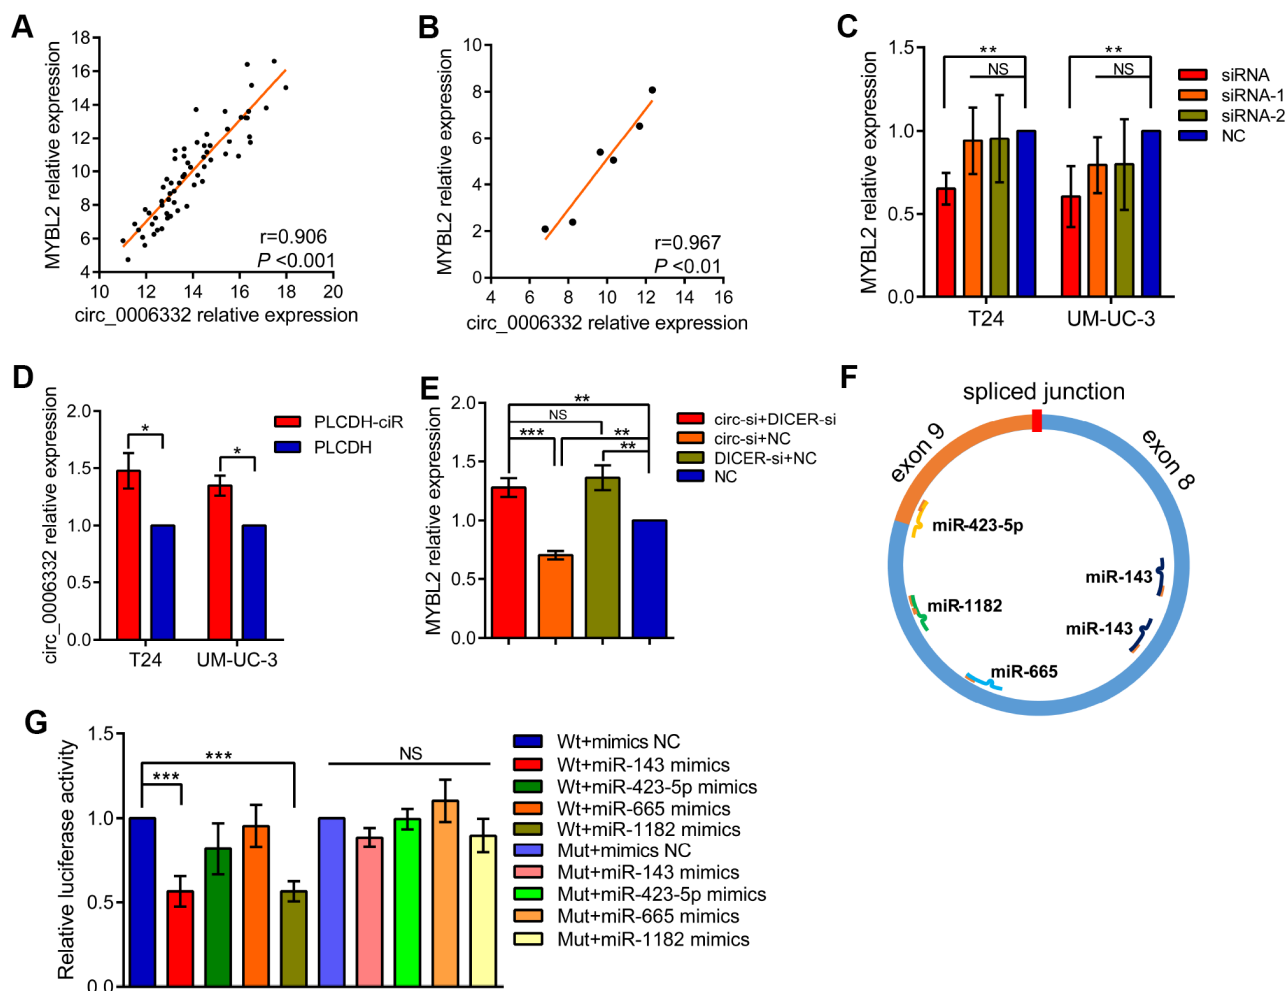 A
MYBL2 relative expression
18
16
14
12
10
8
6
4
10 12 14 16 18 20
r=0.906
P <0.001
circ_0006332 relative expression
B
MYBL2 relative expression
10
8
6
4
2
0
4 6 8 10 12 14 16
r=0.967
P <0.01
circ_0006332 relative expression
C
MYBL2 relative expression
1.5
1.0
0.5
0.0
** **
NS NS
T24 UM-UC-3
siRNA
siRNA-1
siRNA-2
NC
D
circ_0006332 relative expression
2.0
1.5
1.0
0.5
0.0
* *
T24 UM-UC-3
PLCDH-ciR
PLCDH
E
MYBL2 relative expression
2.0
1.5
1.0
0.5
0.0
**
NS
*** **
**
circ-si+DICER-si
circ-si+NC
DICER-si+NC
NC
F
spliced junction
exon 9
exon 8
miR-423-5p
miR-143
miR-1182
miR-143
miR-665
G
Relative luciferase activity
1.5
1.0
0.5
0.0
***
***
NS
Wt+mimics NC
Wt+miR-143 mimics
Wt+miR-423-5p mimics
Wt+miR-665 mimics
Wt+miR-1182 mimics
Mut+mimics NC
Mut+miR-143 mimics
Mut+miR-423-5p mimics
Mut+miR-665 mimics
Mut+miR-1182 mimics